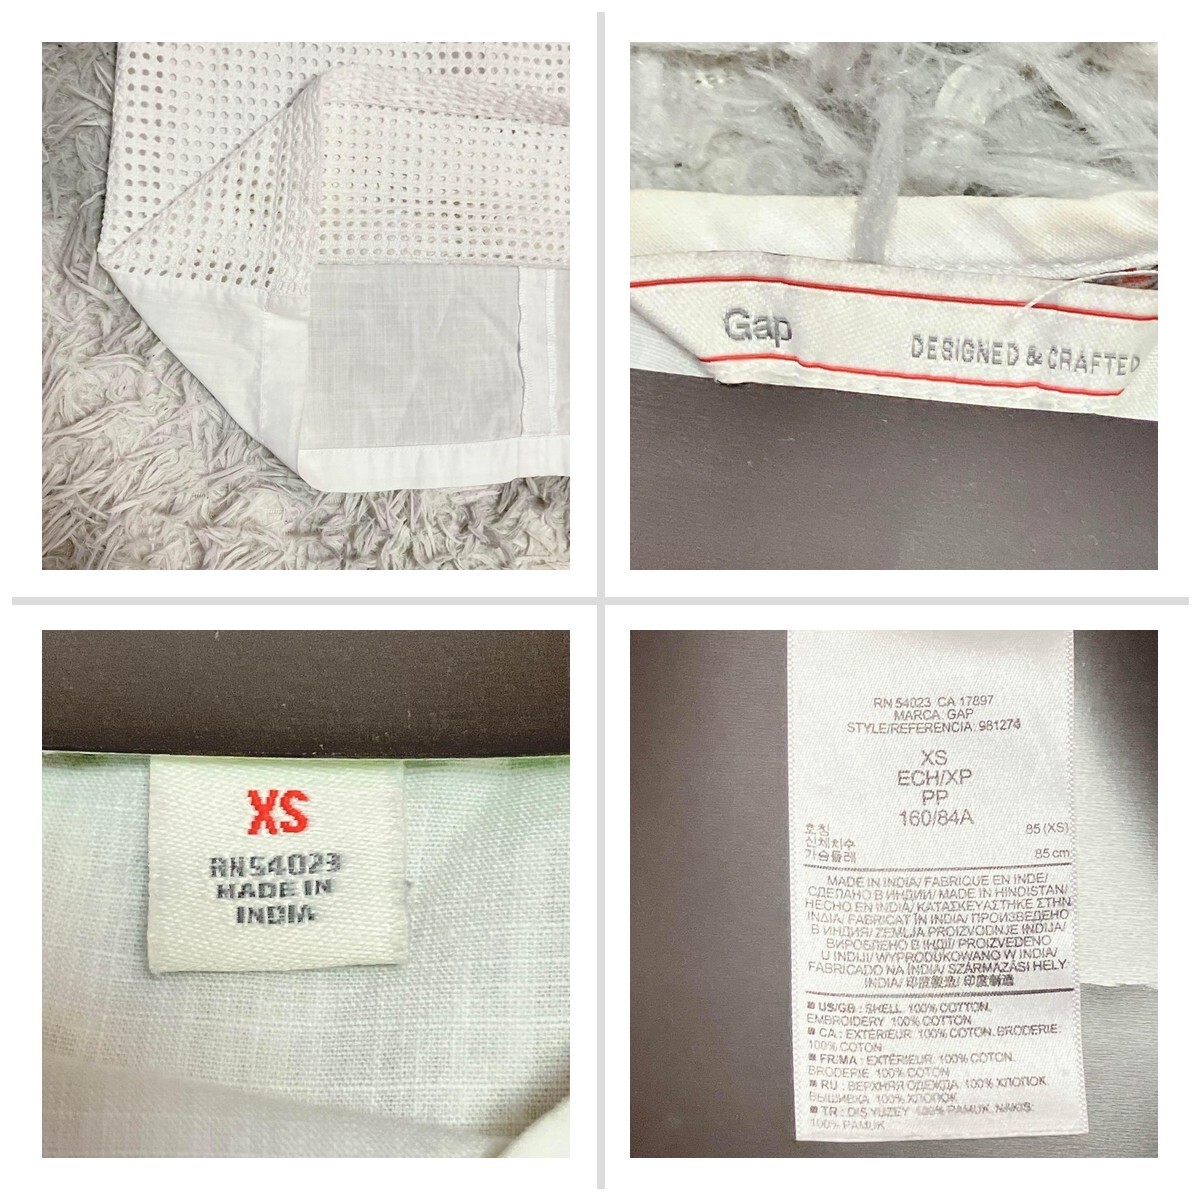 Gap
DESIGNED & CRAFTED
XS
RN54023
MADE IN
INDIA
RN 54023 CA 17897
MARCA: GAP
STYLE/REFERENCIA: 981274
XS
ECH/XP
PP
160/84A
호칭 85 (XS)
신체치수
가슴둘레 85 cm
MADE IN INDIA/ FABRIQUE EN INDE/
СДЕЛАНО В ИНДИИ/ MADE IN HINDISTAN/
HECHO EN INDIA/ ΚΑΤΑΣΚΕΥΑΣΤΗΚΕ ΣΤΗΝ
ΙΝΔΙΑ/ FABRICAT ÎN INDIA/ ПРОИЗВЕДЕНО
В ИНДИЯ/ ZEMLJA PROIZVODNJE INDIJA/
ВИРОБЛЕНО В ІНДІЇ/ PROIZVEDENO
U INDIJI/ WYPRODUKOWANO W INDIA/
FABRICADO NA ÍNDIA/ SZÁRMAZÁSI HELY
INDIA/ 印度製造/ 印度制造
US/GB : SHELL: 100% COTTON.
EMBROIDERY: 100% COTTON
CA : EXTÉRIEUR: 100% COTON. BRODERIE:
100% COTON
FR/MA : EXTÉRIEUR: 100% COTON.
BRODERIE: 100% COTON
RU : ВЕРХНЯЯ ОДЕЖДА: 100% ХЛОПОК.
ВЫШИВКА: 100% ХЛОПОК
TR : DIŞ YÜZEY: 100% PAMUK. NAKIŞ:
100% PAMUK